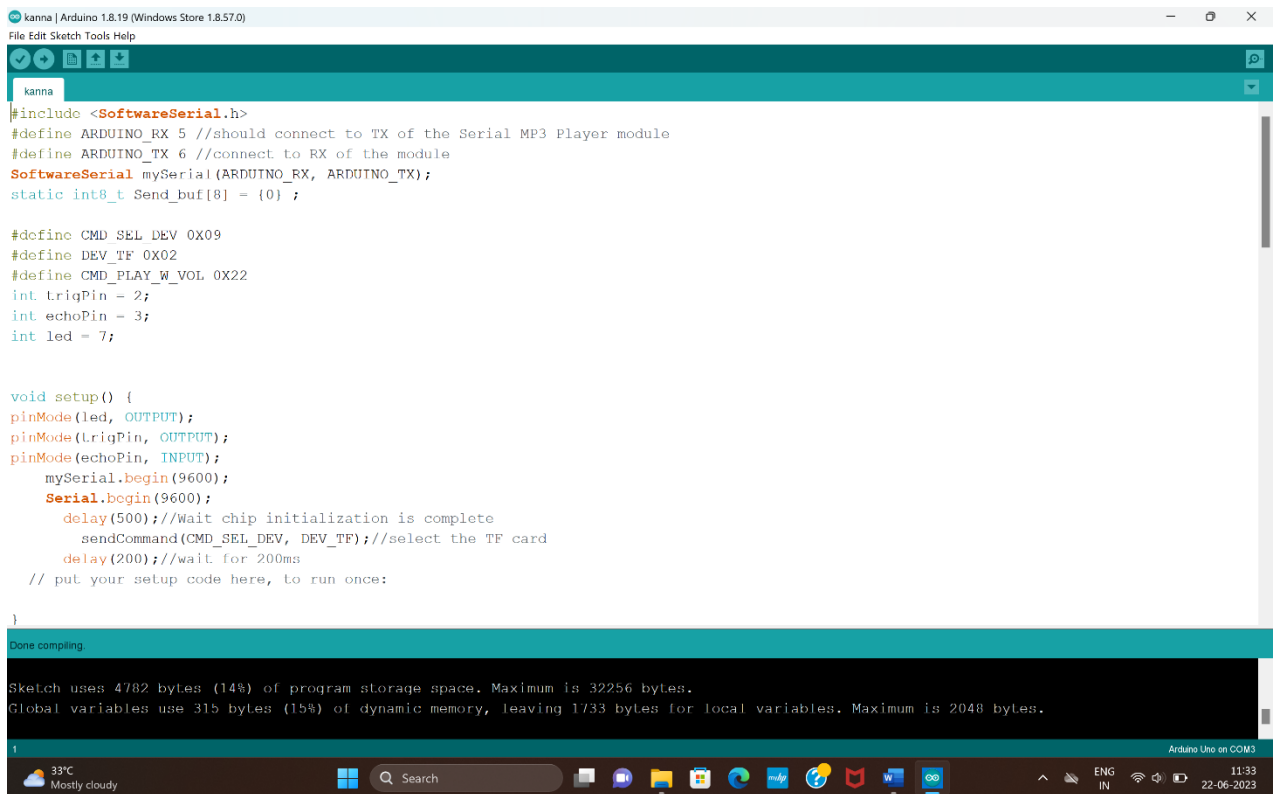 kanna | Arduino 1.8.19 (Windows Store 1.8.57.0)
File Edit Sketch Tools Help
kanna
#include <SoftwareSerial.h>
#define ARDUINO_RX 5 //should connect to TX of the Serial MP3 Player module
#define ARDUINO_TX 6 //connect to RX of the module
SoftwareSerial mySerial(ARDUINO_RX, ARDUINO_TX);
static int8_t Send_buf[8] = {0} ;
#define CMD_SEL_DEV 0X09
#define DEV_TF 0X02
#define CMD_PLAY_W_VOL 0X22
int trigPin = 2;
int echoPin = 3;
int led = 7;
void setup() {
pinMode(led, OUTPUT);
pinMode(trigPin, OUTPUT);
pinMode(echoPin, INPUT);
mySerial.begin(9600);
Serial.begin(9600);
delay(500);//Wait chip initialization is complete
sendCommand(CMD_SEL_DEV, DEV_TF);//select the TF card
delay(200);//wait for 200ms
// put your setup code here, to run once:
}
Done compiling.
Sketch uses 4782 bytes (14%) of program storage space. Maximum is 32256 bytes.
Global variables use 315 bytes (15%) of dynamic memory, leaving 1733 bytes for local variables. Maximum is 2048 bytes.
1 Arduino Uno on COM3
33°C
Mostly cloudy
Search
ENG
IN
11:33
22-06-2023